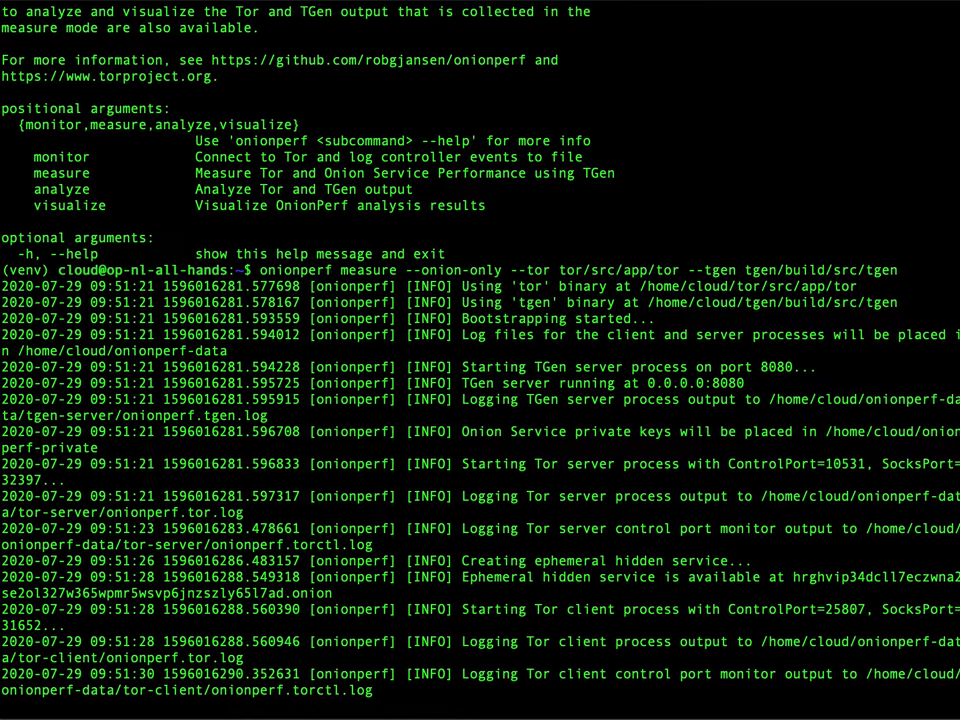 to analyze and visualize the Tor and TGen output that is collected in the
measure mode are also available.
For more information, see https://github.com/robgjansen/onionperf and
https://www.torproject.org.
positional arguments:
{monitor,measure,analyze,visualize}
Use 'onionperf <subcommand> --help' for more info
monitor Connect to Tor and log controller events to file
measure Measure Tor and Onion Service Performance using TGen
analyze Analyze Tor and TGen output
visualize Visualize OnionPerf analysis results
optional arguments:
-h, --help show this help message and exit
(venv) cloud@op-nl-all-hands:~$ onionperf measure --onion-only --tor tor/src/app/tor --tgen tgen/build/src/tgen
2020-07-29 09:51:21 1596016281.577698 [onionperf] [INFO] Using 'tor' binary at /home/cloud/tor/src/app/tor
2020-07-29 09:51:21 1596016281.578167 [onionperf] [INFO] Using 'tgen' binary at /home/cloud/tgen/build/src/tgen
2020-07-29 09:51:21 1596016281.593559 [onionperf] [INFO] Bootstrapping started...
2020-07-29 09:51:21 1596016281.594012 [onionperf] [INFO] Log files for the client and server processes will be placed i
n /home/cloud/onionperf-data
2020-07-29 09:51:21 1596016281.594228 [onionperf] [INFO] Starting TGen server process on port 8080...
2020-07-29 09:51:21 1596016281.595725 [onionperf] [INFO] TGen server running at 0.0.0.0:8080
2020-07-29 09:51:21 1596016281.595915 [onionperf] [INFO] Logging TGen server process output to /home/cloud/onionperf-da
ta/tgen-server/onionperf.tgen.log
2020-07-29 09:51:21 1596016281.596708 [onionperf] [INFO] Onion Service private keys will be placed in /home/cloud/onion
perf-private
2020-07-29 09:51:21 1596016281.596833 [onionperf] [INFO] Starting Tor server process with ControlPort=10531, SocksPort=
32397...
2020-07-29 09:51:21 1596016281.597317 [onionperf] [INFO] Logging Tor server process output to /home/cloud/onionperf-dat
a/tor-server/onionperf.tor.log
2020-07-29 09:51:23 1596016283.478661 [onionperf] [INFO] Logging Tor server control port monitor output to /home/cloud/
onionperf-data/tor-server/onionperf.torctl.log
2020-07-29 09:51:26 1596016286.483157 [onionperf] [INFO] Creating ephemeral hidden service...
2020-07-29 09:51:28 1596016288.549318 [onionperf] [INFO] Ephemeral hidden service is available at hrghvip34dcll7eczwna2
se2ol327w365wpmr5wsvp6jnzszly65l7ad.onion
2020-07-29 09:51:28 1596016288.560390 [onionperf] [INFO] Starting Tor client process with ControlPort=25807, SocksPort=
31652...
2020-07-29 09:51:28 1596016288.560946 [onionperf] [INFO] Logging Tor client process output to /home/cloud/onionperf-dat
a/tor-client/onionperf.tor.log
2020-07-29 09:51:30 1596016290.352631 [onionperf] [INFO] Logging Tor client control port monitor output to /home/cloud/
onionperf-data/tor-client/onionperf.torctl.log